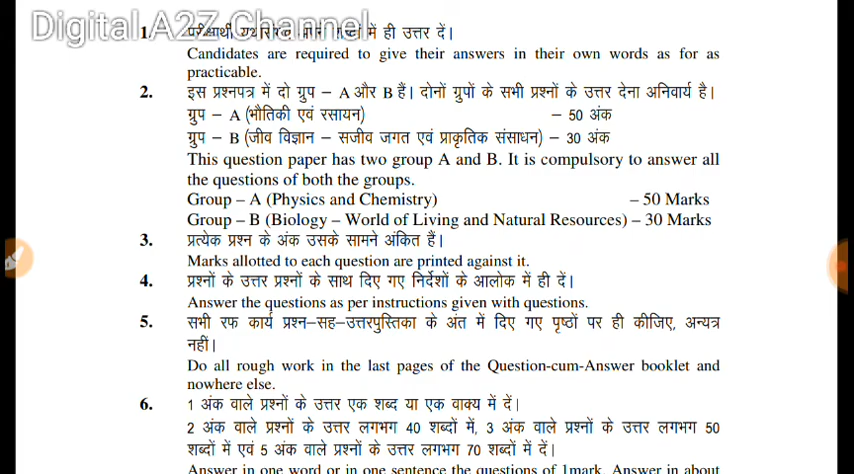 Digital A2Z Channel
1. परीक्षार्थी यथासंभव अपने शब्दों में ही उत्तर दें।
Candidates are required to give their answers in their own words as for as
practicable.
2. इस प्रश्नपत्र में दो ग्रुप – A और B हैं। दोनों ग्रुपों के सभी प्रश्नों के उत्तर देना अनिवार्य है।
ग्रुप – A (भौतिकी एवं रसायन) – 50 अंक
ग्रुप – B (जीव विज्ञान – सजीव जगत एवं प्राकृतिक संसाधन) – 30 अंक
This question paper has two group A and B. It is compulsory to answer all
the questions of both the groups.
Group – A (Physics and Chemistry) – 50 Marks
Group – B (Biology – World of Living and Natural Resources) – 30 Marks
3. प्रत्येक प्रश्न के अंक उसके सामने अंकित हैं।
Marks allotted to each question are printed against it.
4. प्रश्नों के उत्तर प्रश्नों के साथ दिए गए निर्देशों के आलोक में ही दें।
Answer the questions as per instructions given with questions.
5. सभी रफ कार्य प्रश्न–सह–उत्तरपुस्तिका के अंत में दिए गए पृष्ठों पर ही कीजिए, अन्यत्र
नहीं।
Do all rough work in the last pages of the Question-cum-Answer booklet and
nowhere else.
6. 1 अंक वाले प्रश्नों के उत्तर एक शब्द या एक वाक्य में दें।
2 अंक वाले प्रश्नों के उत्तर लगभग 40 शब्दों में, 3 अंक वाले प्रश्नों के उत्तर लगभग 50
शब्दों में एवं 5 अंक वाले प्रश्नों के उत्तर लगभग 70 शब्दों में दें।
Answer in one word or in one sentence the questions of 1mark. Answer in about